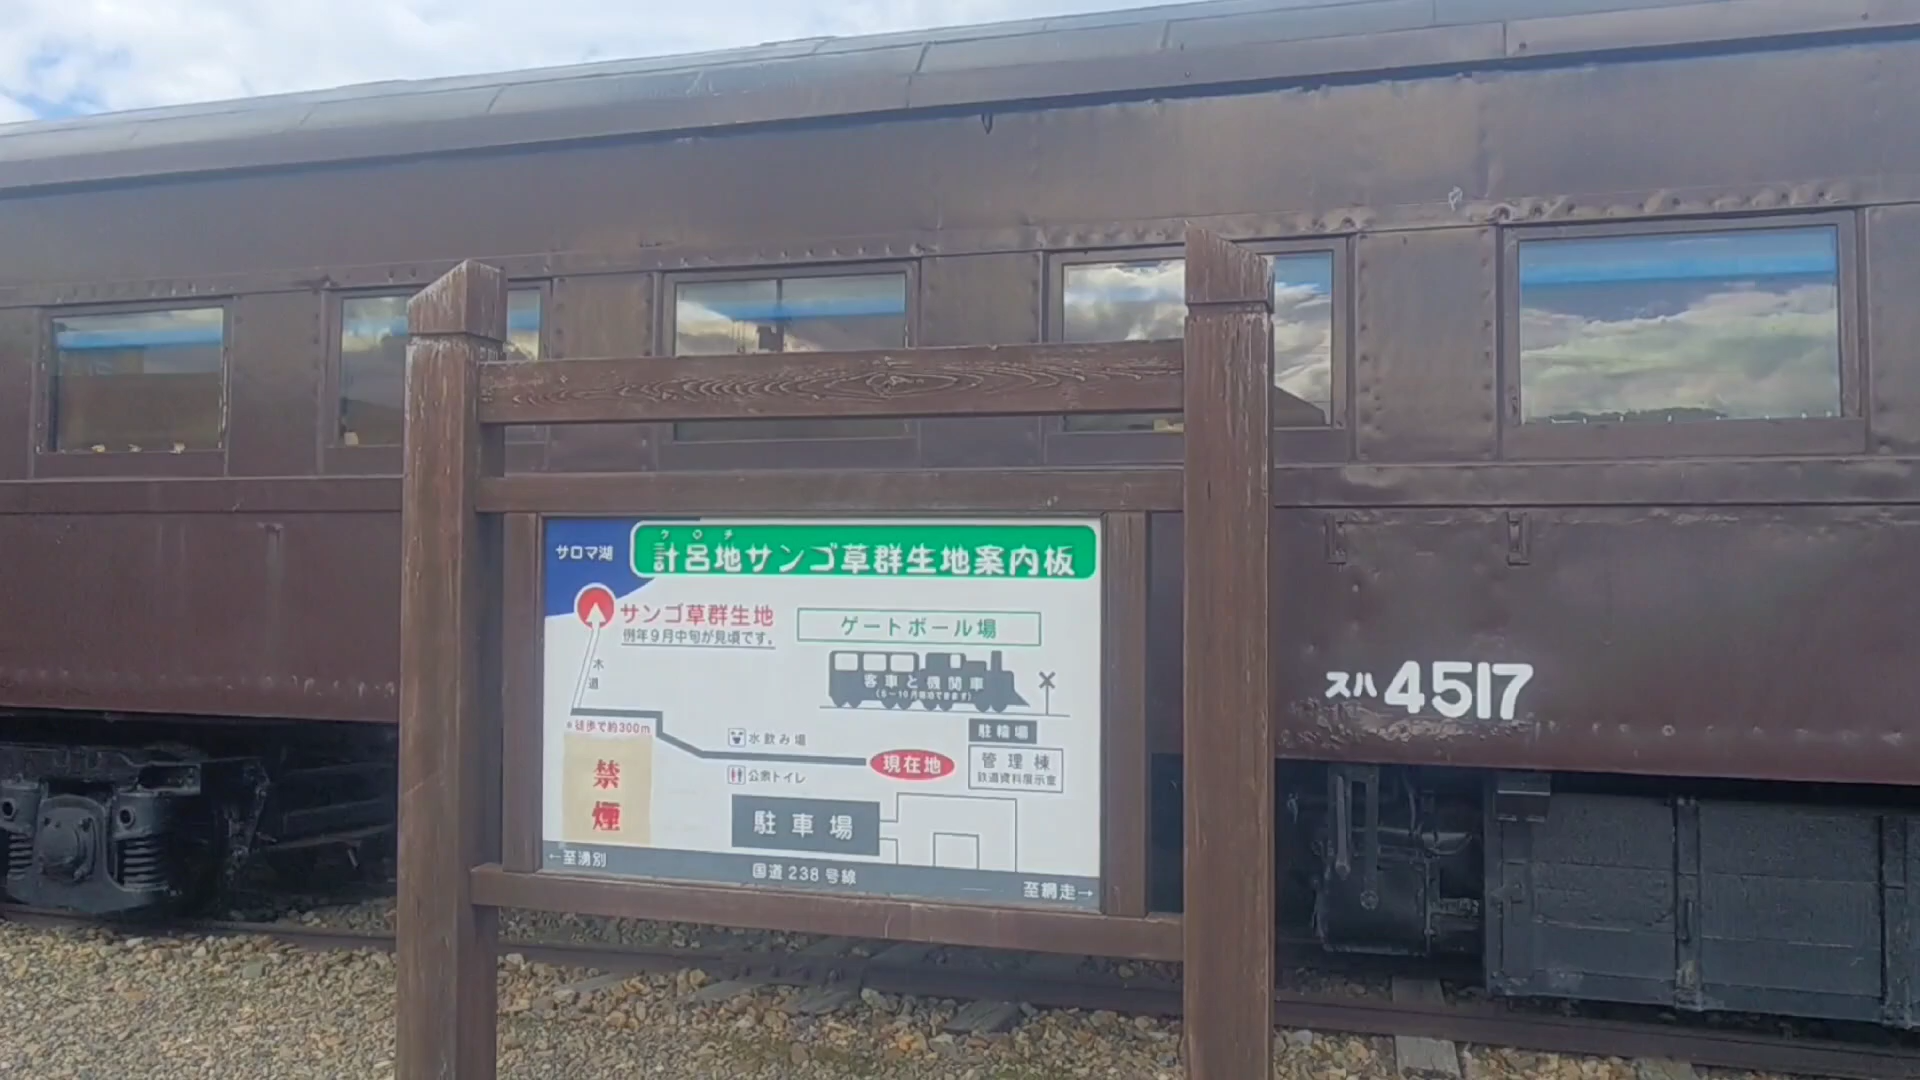 サロマ湖
ケロチ
計呂地サンゴ草群生地案内板
サンゴ草群生地
例年9月中旬が見頃です。
ゲートボール場
木道
客車と機関車
徒歩で約300m
駐輪場
水飲み場
現在地
管理棟
鉄道資料展示室
公衆トイレ
禁煙
駐車場
←至湧別
国道238号線
至網走→
スハ4517